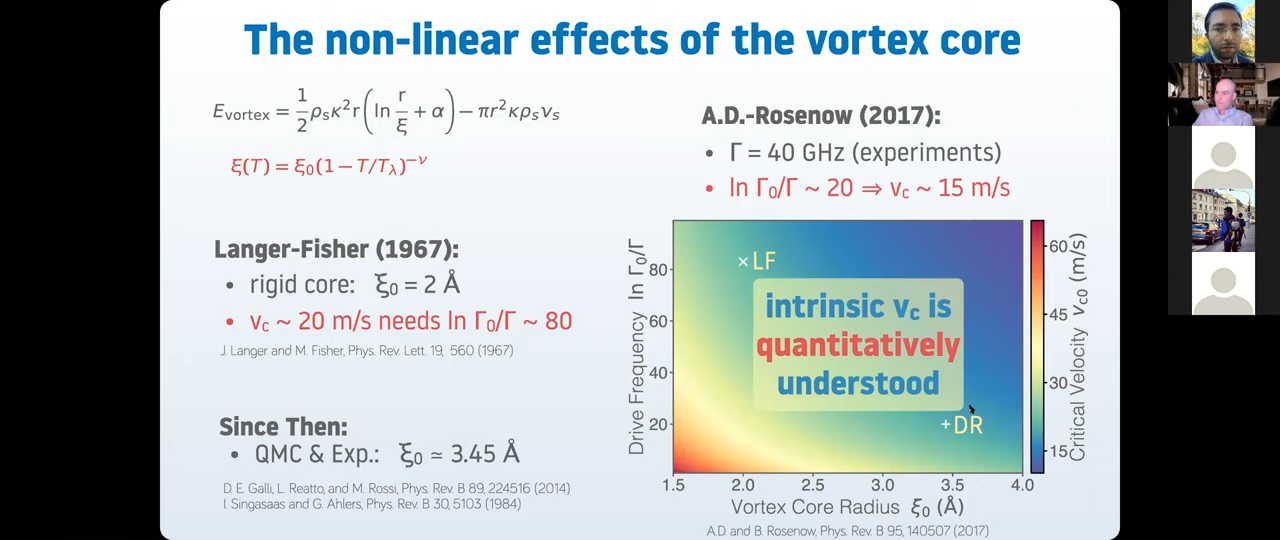 The non-linear effects of the vortex core
E_vortex = 1/2 ρ_s κ² r ( ln r/ξ + α ) − π r² κ ρ_s v_s
ξ(T) = ξ₀(1 − T/T_λ)^−ν
Langer-Fisher (1967):
• rigid core: ξ₀ = 2 Å
• v_c ~ 20 m/s needs ln Γ₀/Γ ~ 80
J. Langer and M. Fisher, Phys. Rev. Lett. 19, 560 (1967)
Since Then:
• QMC & Exp.: ξ₀ ≃ 3.45 Å
D. E. Galli, L. Reatto, and M. Rossi, Phys. Rev. B 89, 224516 (2014)
I. Singasaas and G. Ahlers, Phys. Rev. B 30, 5103 (1984)
A.D.-Rosenow (2017):
• Γ = 40 GHz (experiments)
• ln Γ₀/Γ ~ 20 ⇒ v_c ~ 15 m/s
Drive Frequency ln Γ₀/Γ
80
60
40
20
× LF
intrinsic v_c is
quantitatively
understood
+ DR
1.5 2.0 2.5 3.0 3.5 4.0
Vortex Core Radius ξ₀ (Å)
60
45
30
15
Critical Velocity v_c0 (m/s)
A.D. and B. Rosenow, Phys. Rev. B 95, 140507 (2017)